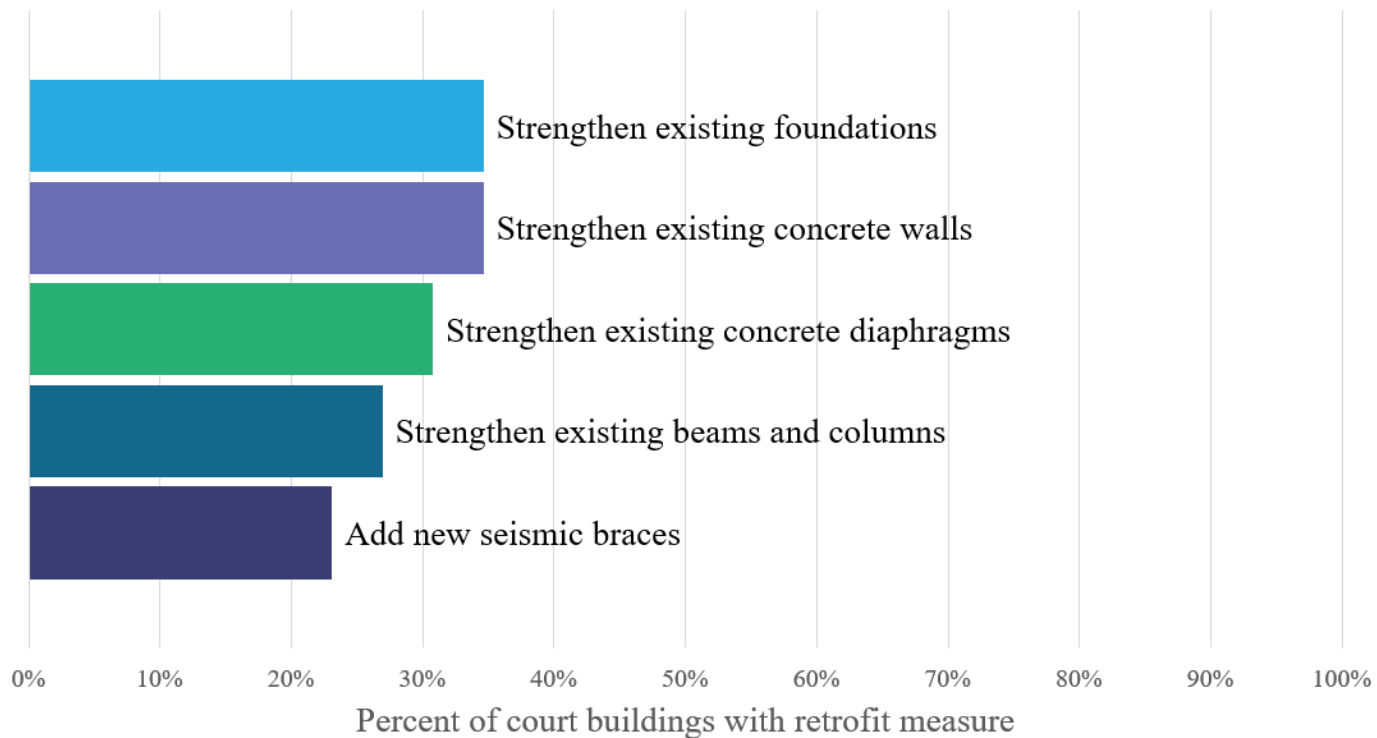 Strengthen existing foundations
Strengthen existing concrete walls
Strengthen existing concrete diaphragms
Strengthen existing beams and columns
Add new seismic braces
0% 10% 20% 30% 40% 50% 60% 70% 80% 90% 100%
Percent of court buildings with retrofit measure